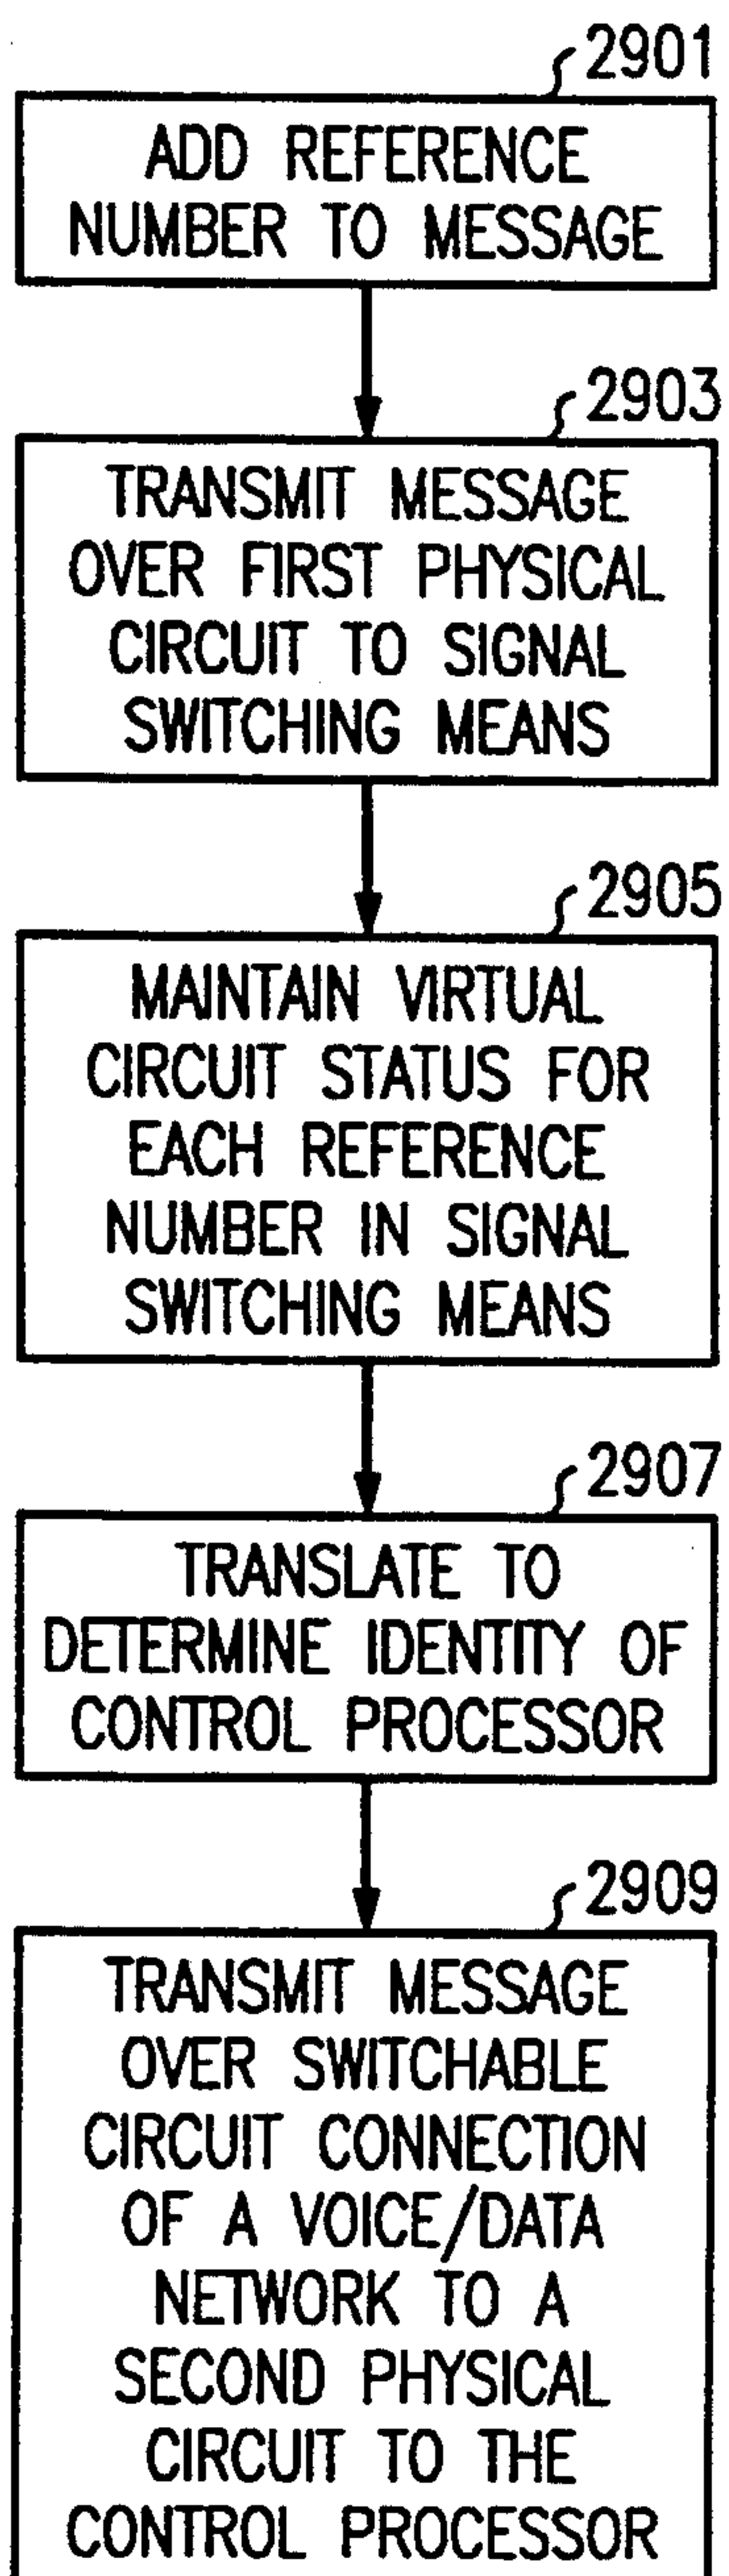 2901
ADD REFERENCE
NUMBER TO MESSAGE
2903
TRANSMIT MESSAGE
OVER FIRST PHYSICAL
CIRCUIT TO SIGNAL
SWITCHING MEANS
2905
MAINTAIN VIRTUAL
CIRCUIT STATUS FOR
EACH REFERENCE
NUMBER IN SIGNAL
SWITCHING MEANS
2907
TRANSLATE TO
DETERMINE IDENTITY OF
CONTROL PROCESSOR
2909
TRANSMIT MESSAGE
OVER SWITCHABLE
CIRCUIT CONNECTION
OF A VOICE/DATA
NETWORK TO A
SECOND PHYSICAL
CIRCUIT TO THE
CONTROL PROCESSOR